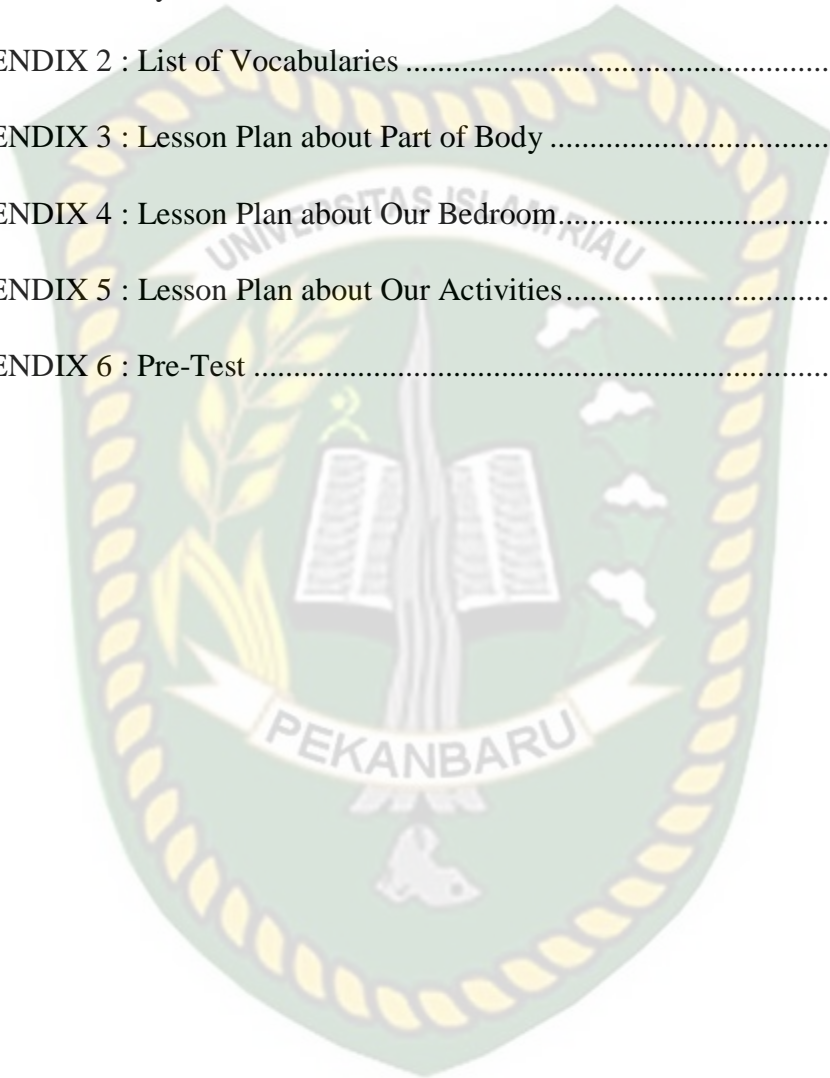 ENDIX 2 : List of Vocabularies ....................................................
ENDIX 3 : Lesson Plan about Part of Body ..................................
ENDIX 4 : Lesson Plan about Our Bedroom.................................
ENDIX 5 : Lesson Plan about Our Activities................................
ENDIX 6 : Pre-Test .......................................................................
UNIVERSITAS ISLAM RIAU
PEKANBARU